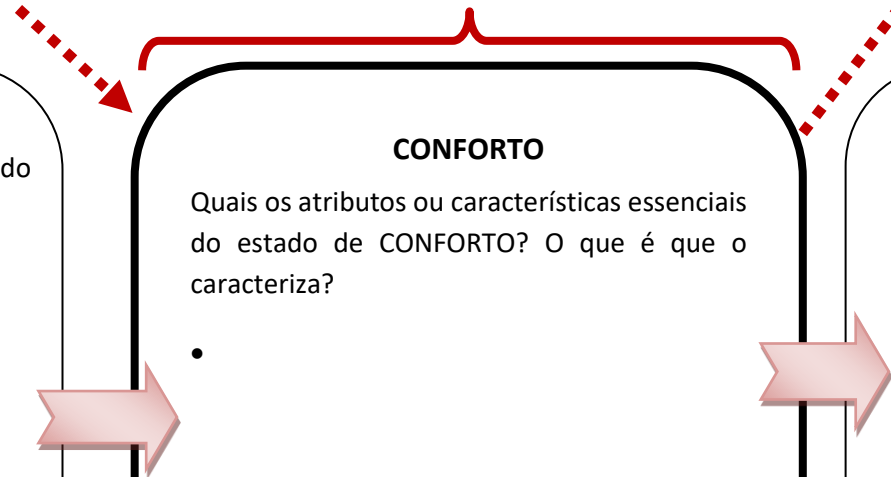 do
CONFORTO
Quais os atributos ou características essenciais
do estado de CONFORTO? O que é que o
caracteriza?
•